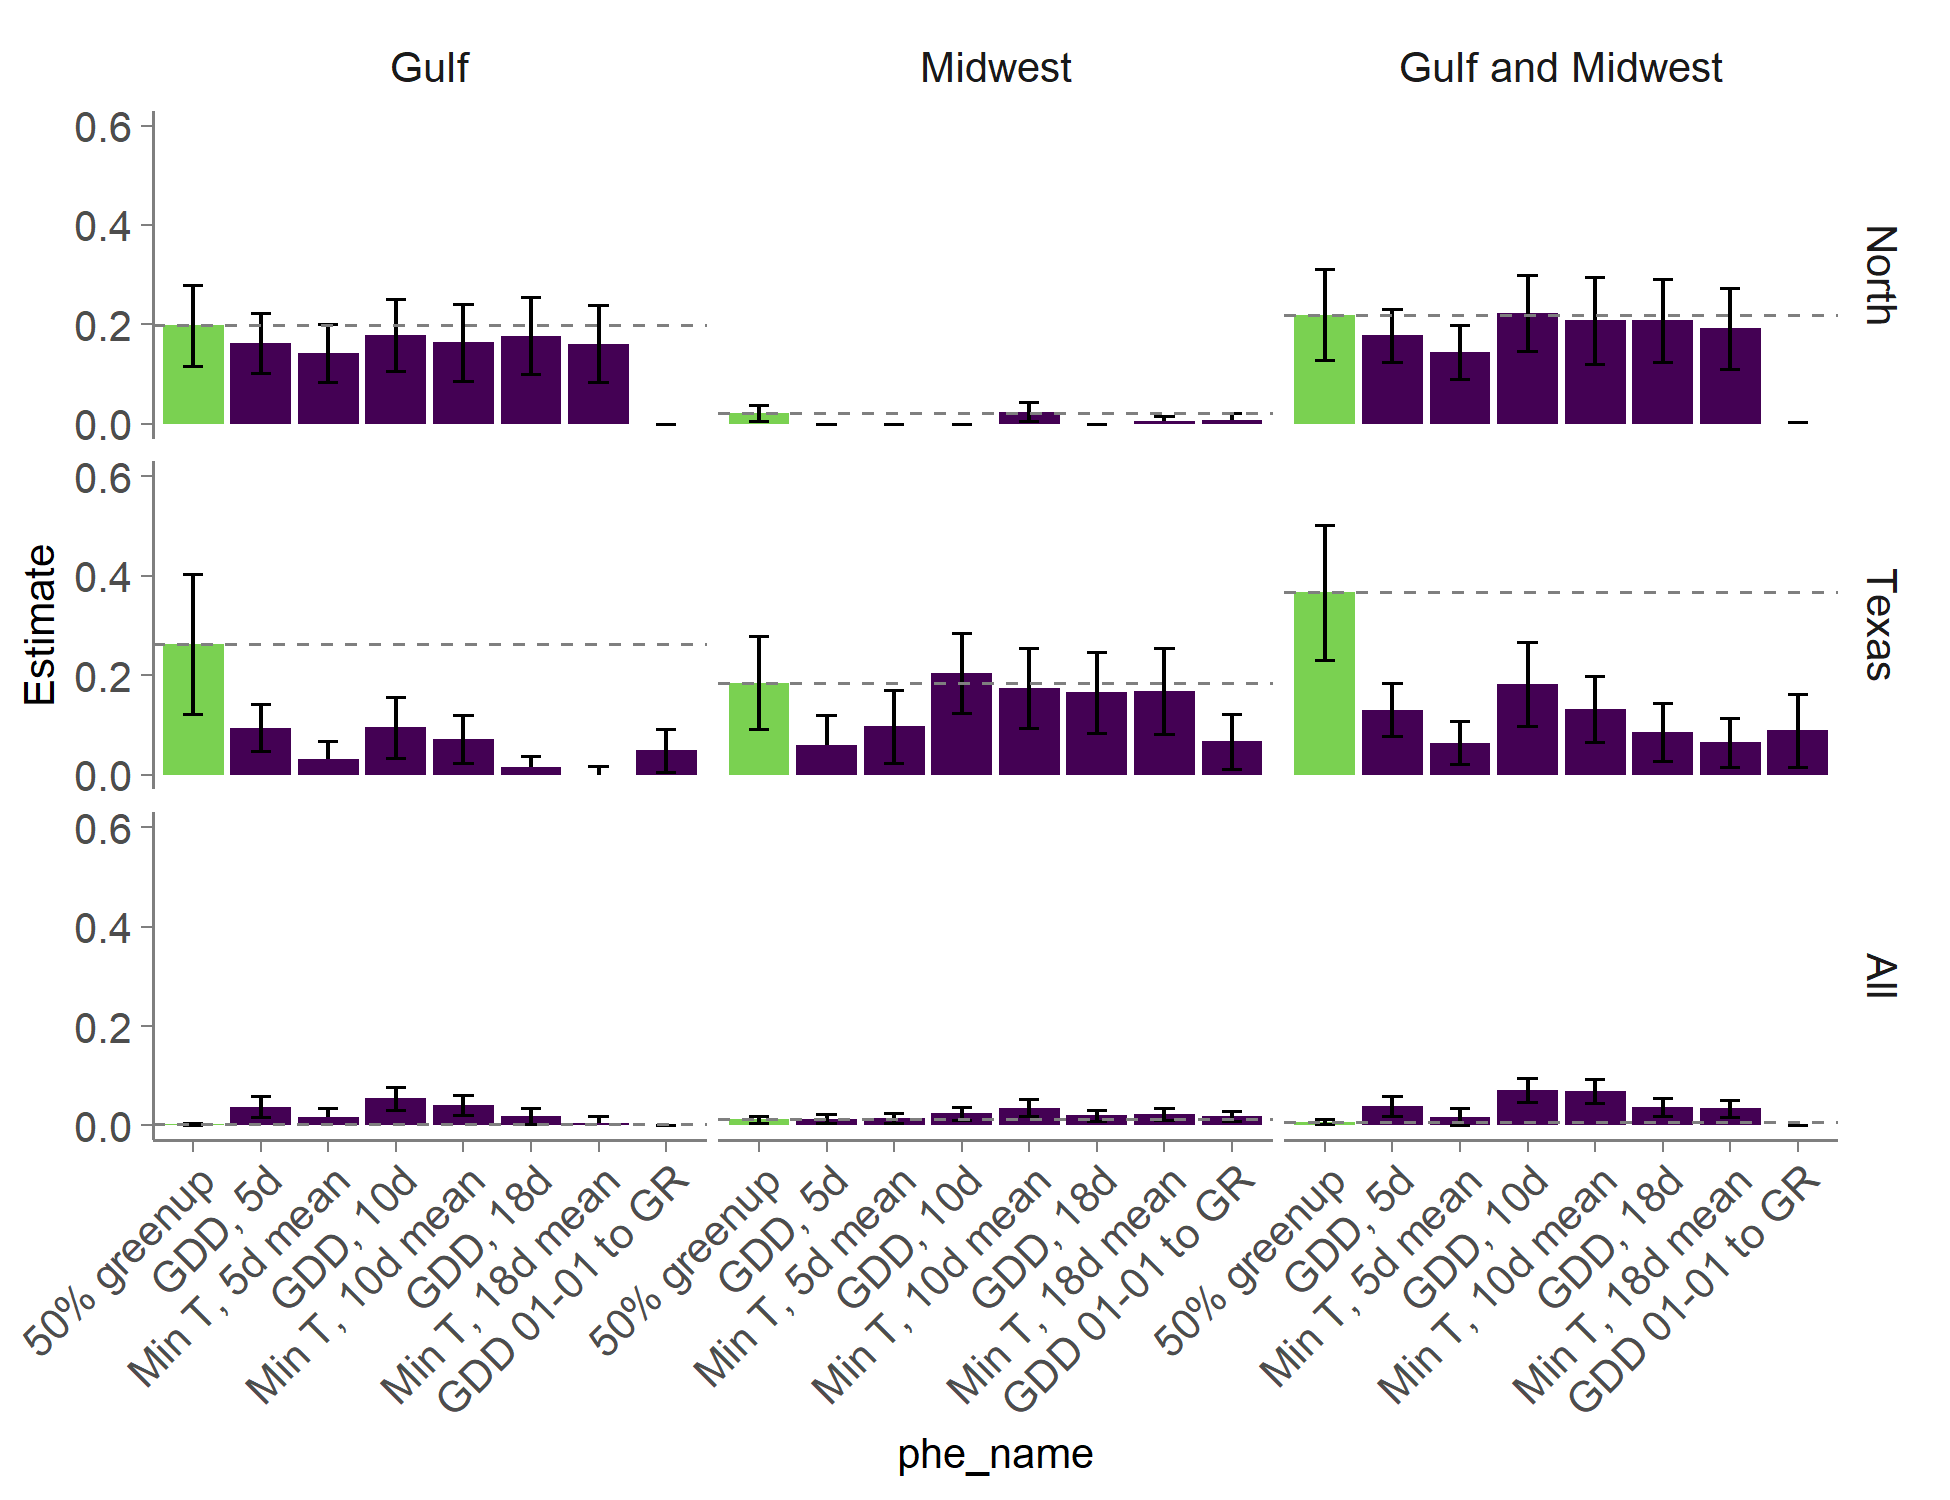 Gulf
Midwest
Gulf and Midwest
0.6
0.4
0.2
0.0
North
0.6
0.4
0.2
0.0
Texas
0.6
0.4
0.2
0.0
All
Estimate
50% greenup
GDD, 5d
Min T, 5d mean
GDD, 10d
Min T, 10d mean
GDD, 18d
Min T, 18d mean
GDD 01-01 to GR
50% greenup
GDD, 5d
Min T, 5d mean
GDD, 10d
Min T, 10d mean
GDD, 18d
Min T, 18d mean
GDD 01-01 to GR
50% greenup
GDD, 5d
Min T, 5d mean
GDD, 10d
Min T, 10d mean
GDD, 18d
Min T, 18d mean
GDD 01-01 to GR
phe_name